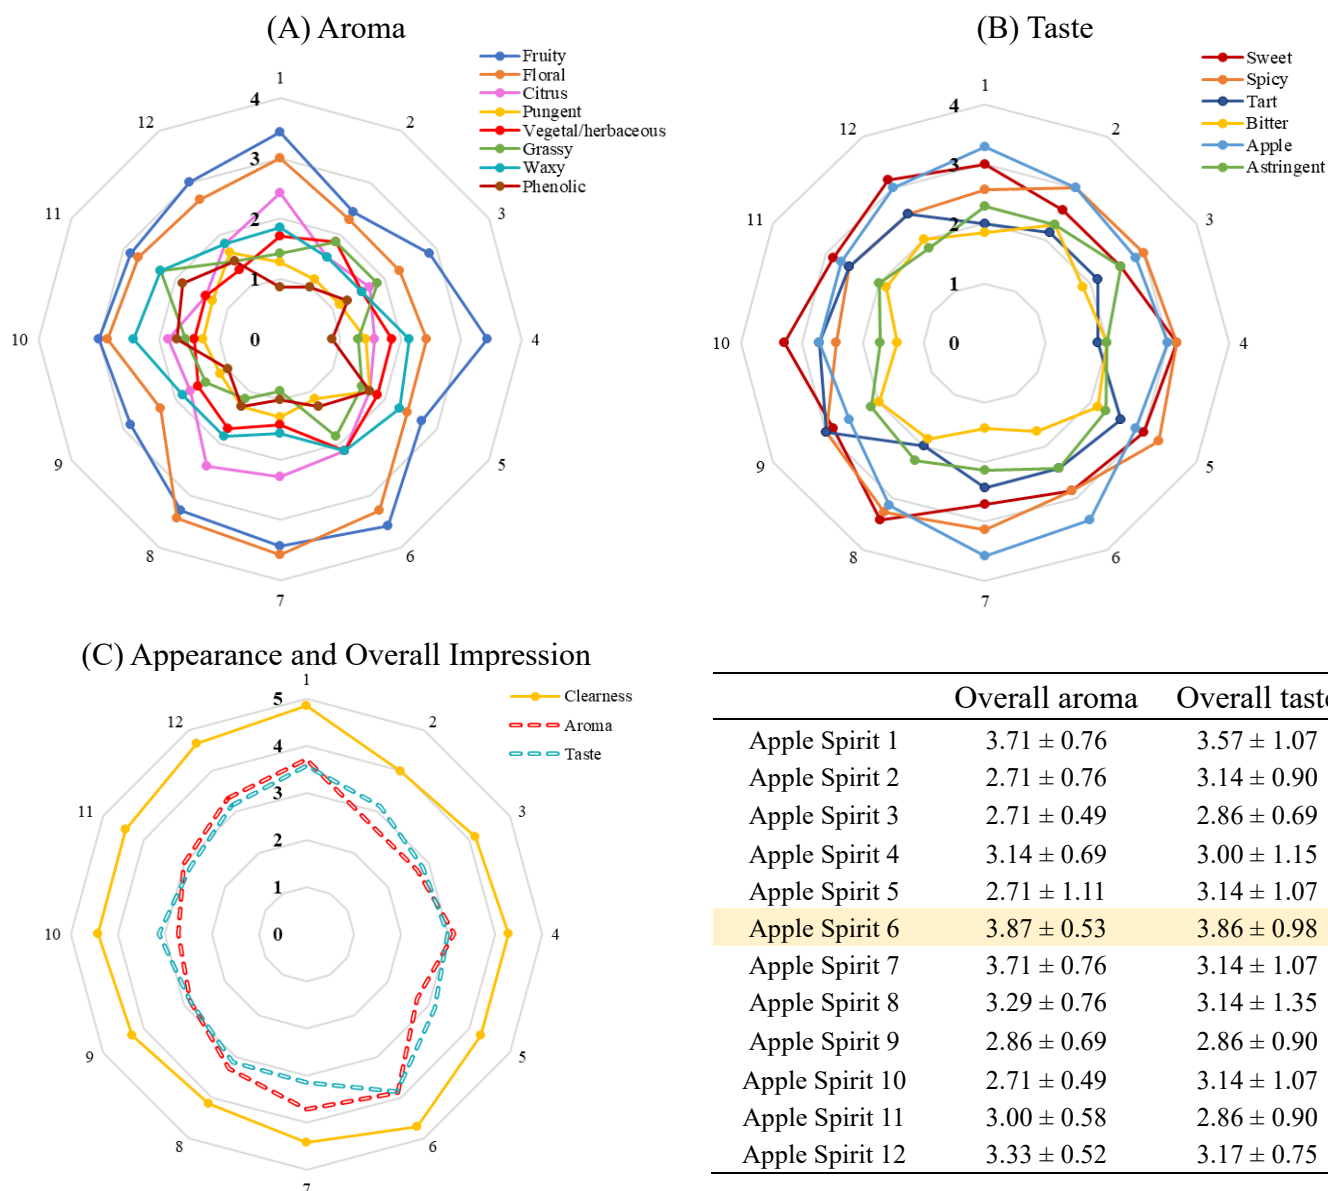 (A) Aroma
Fruity
Floral
Citrus
Pungent
Vegetal/herbaceous
Grassy
Waxy
Phenolic
1
2
3
4
5
6
7
8
9
10
11
12
4
3
2
1
0
(B) Taste
Sweet
Spicy
Tart
Bitter
Apple
Astringent
1
2
3
4
5
6
7
8
9
10
11
12
4
3
2
1
0
(C) Appearance and Overall Impression
Clearness
Aroma
Taste
1
2
3
4
5
6
7
8
9
10
11
12
5
4
3
2
1
0
Overall aroma Overall taste
Apple Spirit 1 3.71 ± 0.76 3.57 ± 1.07
Apple Spirit 2 2.71 ± 0.76 3.14 ± 0.90
Apple Spirit 3 2.71 ± 0.49 2.86 ± 0.69
Apple Spirit 4 3.14 ± 0.69 3.00 ± 1.15
Apple Spirit 5 2.71 ± 1.11 3.14 ± 1.07
Apple Spirit 6 3.87 ± 0.53 3.86 ± 0.98
Apple Spirit 7 3.71 ± 0.76 3.14 ± 1.07
Apple Spirit 8 3.29 ± 0.76 3.14 ± 1.35
Apple Spirit 9 2.86 ± 0.69 2.86 ± 0.90
Apple Spirit 10 2.71 ± 0.49 3.14 ± 1.07
Apple Spirit 11 3.00 ± 0.58 2.86 ± 0.90
Apple Spirit 12 3.33 ± 0.52 3.17 ± 0.75